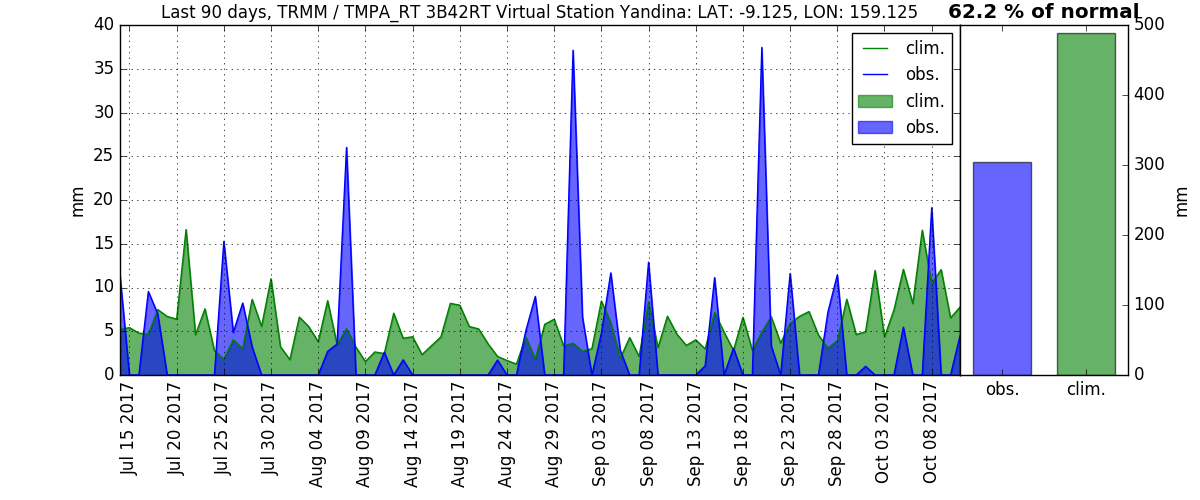 Last 90 days, TRMM / TMPA_RT 3B42RT Virtual Station Yandina: LAT: -9.125, LON: 159.125
62.2 % of normal
40
35
30
25
20
15
10
5
0
mm
clim.
obs.
clim.
obs.
500
400
300
200
100
0
mm
obs.
clim.
Jul 15 2017
Jul 20 2017
Jul 25 2017
Jul 30 2017
Aug 04 2017
Aug 09 2017
Aug 14 2017
Aug 19 2017
Aug 24 2017
Aug 29 2017
Sep 03 2017
Sep 08 2017
Sep 13 2017
Sep 18 2017
Sep 23 2017
Sep 28 2017
Oct 03 2017
Oct 08 2017